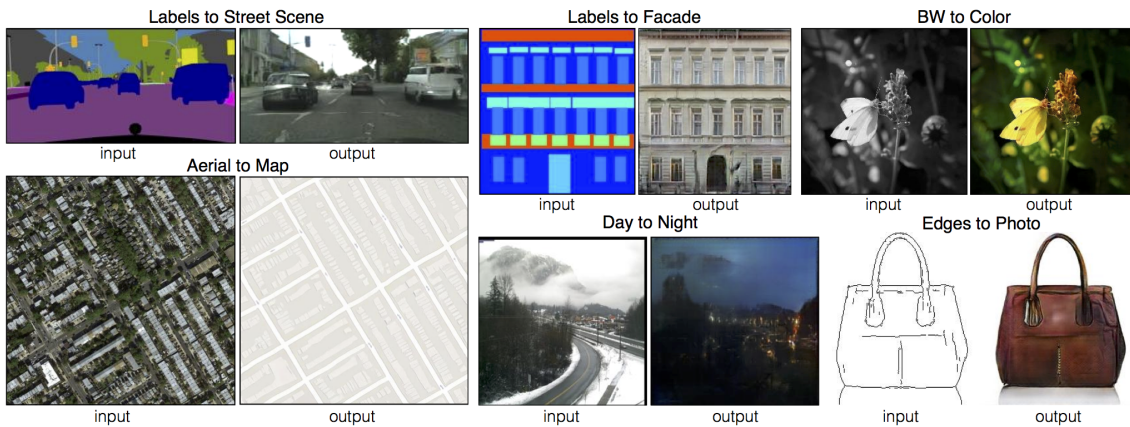 Labels to Street Scene
input
output
Aerial to Map
input
output
Labels to Facade
input
output
BW to Color
input
output
Day to Night
input
output
Edges to Photo
input
output